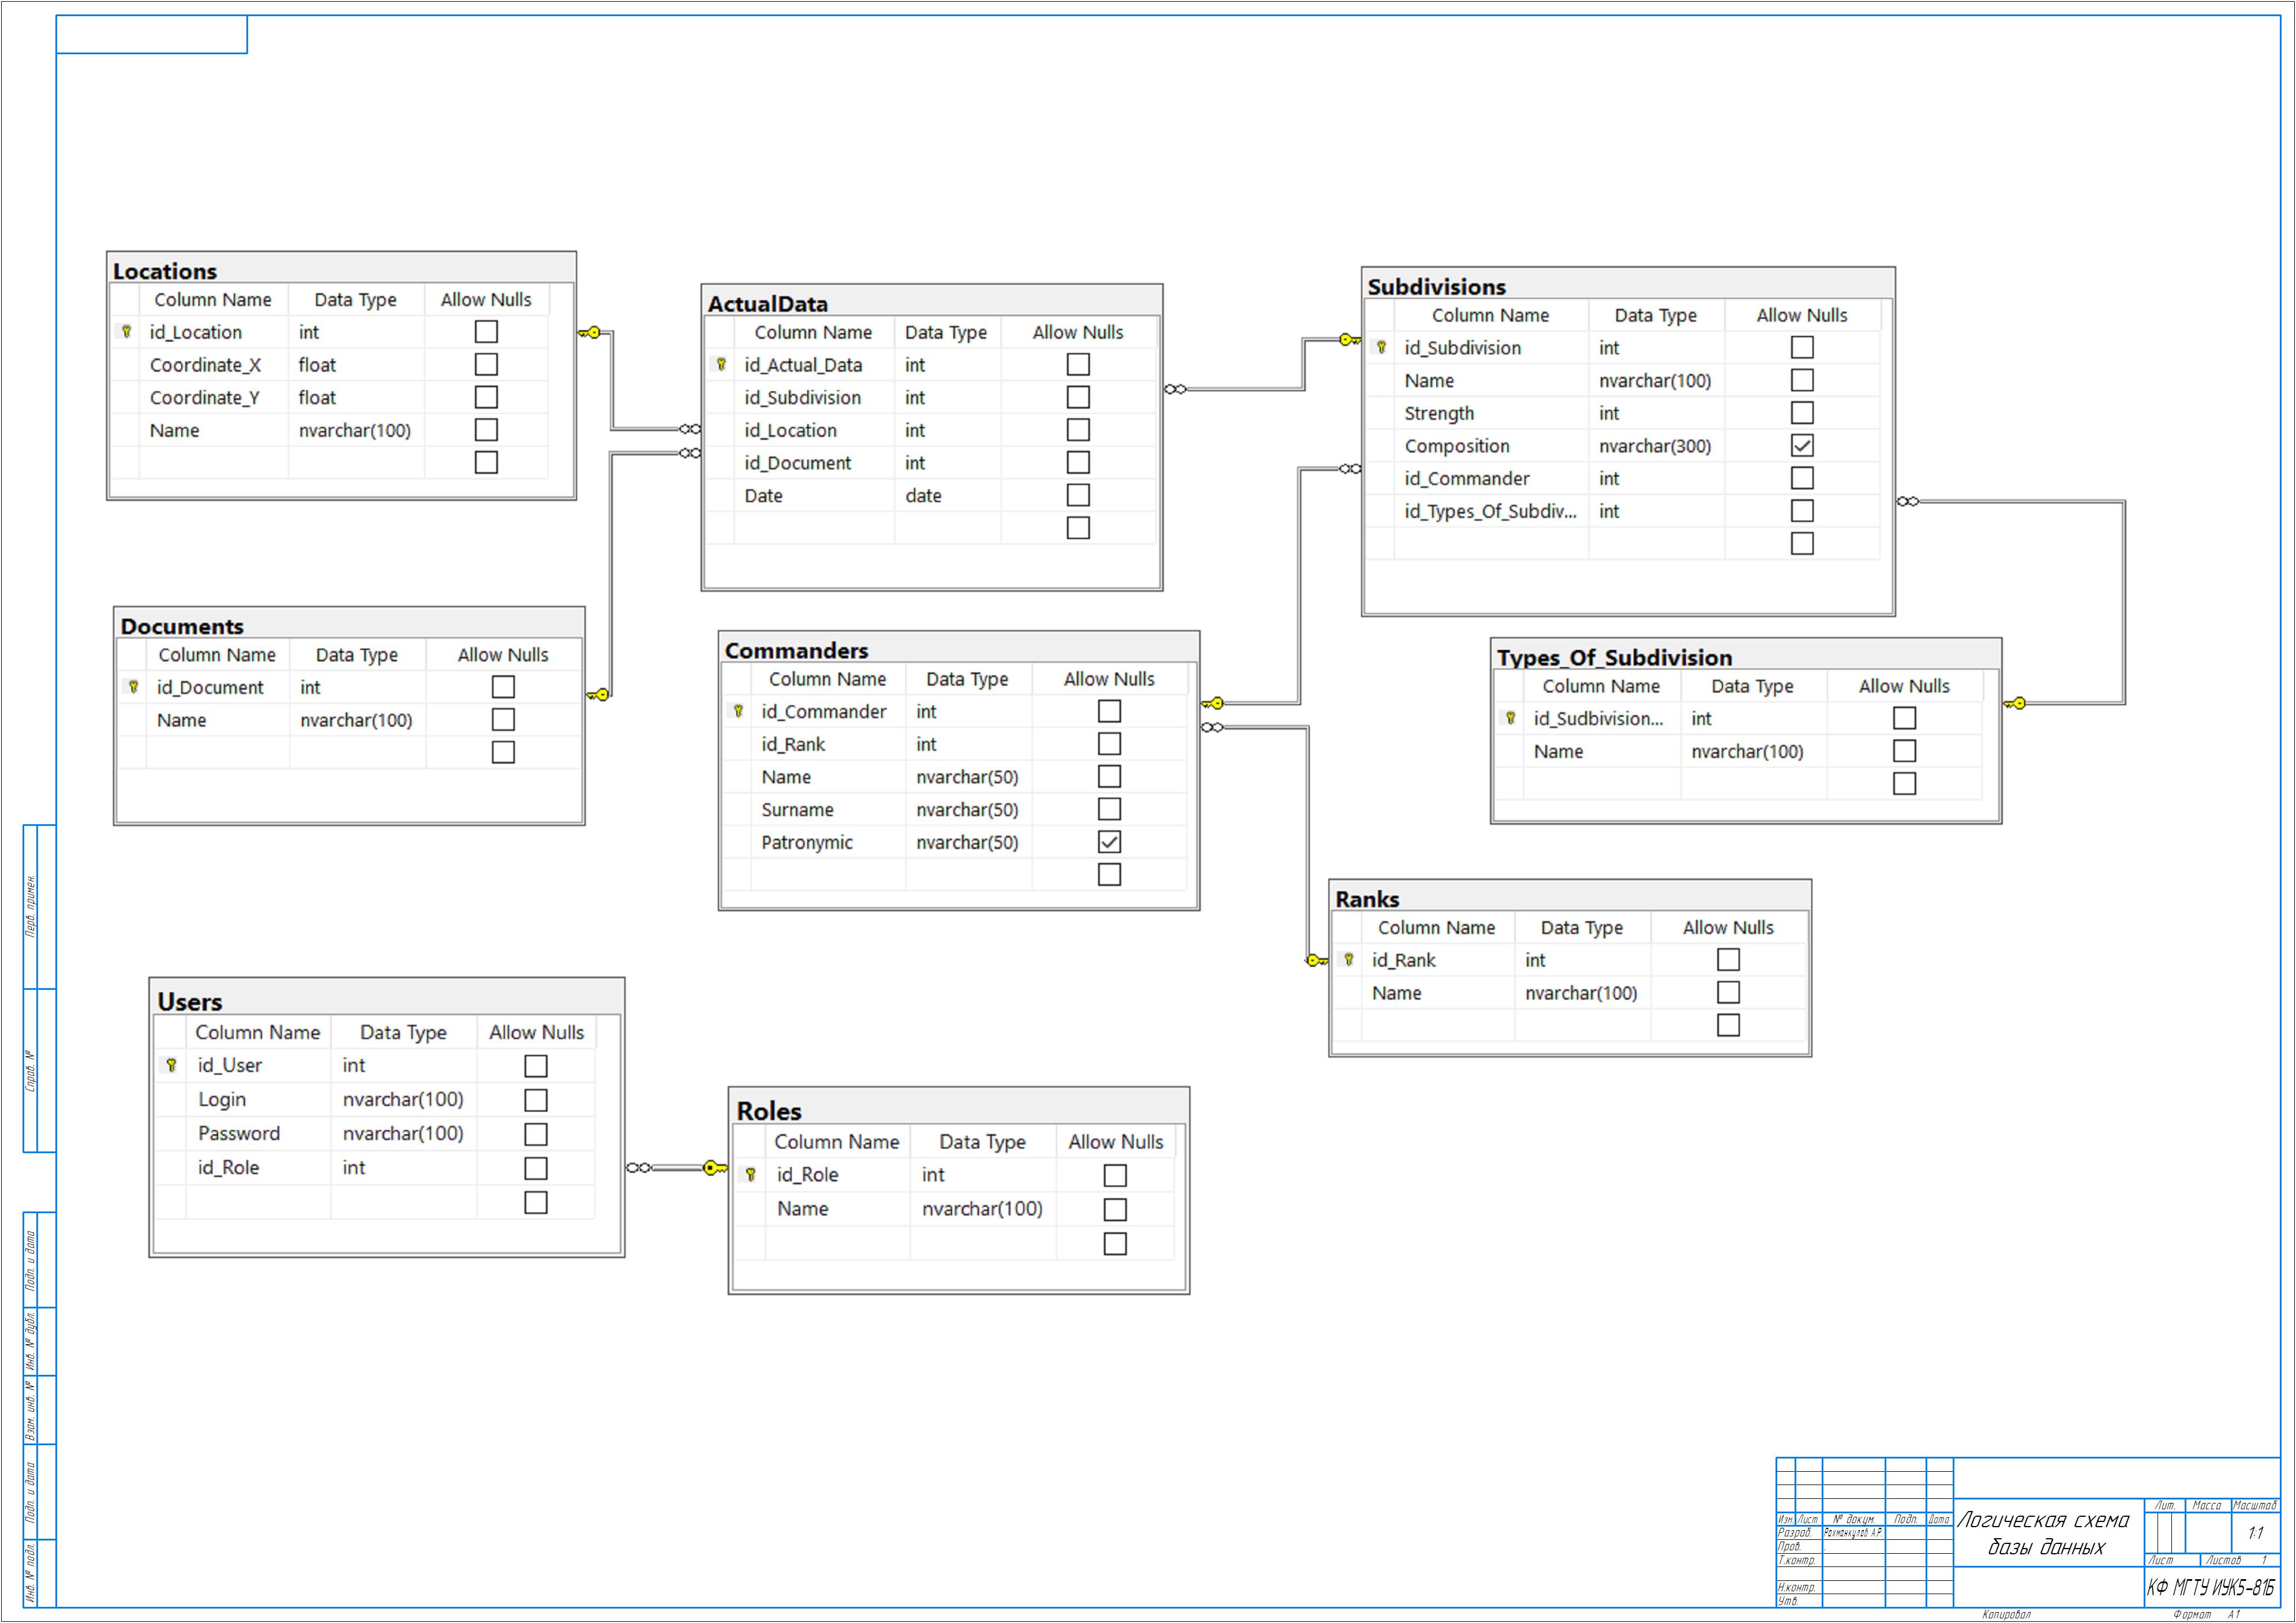 Locations
Column Name Data Type Allow Nulls
id_Location int
Coordinate_X float
Coordinate_Y float
Name nvarchar(100)
ActualData
Column Name Data Type Allow Nulls
id_Actual_Data int
id_Subdivision int
id_Location int
id_Document int
Date date
Subdivisions
Column Name Data Type Allow Nulls
id_Subdivision int
Name nvarchar(100)
Strength int
Composition nvarchar(300)
id_Commander int
id_Types_Of_Subdiv... int
Documents
Column Name Data Type Allow Nulls
id_Document int
Name nvarchar(100)
Commanders
Column Name Data Type Allow Nulls
id_Commander int
id_Rank int
Name nvarchar(50)
Surname nvarchar(50)
Patronymic nvarchar(50)
Types_Of_Subdivision
Column Name Data Type Allow Nulls
id_Sudbivision... int
Name nvarchar(100)
Ranks
Column Name Data Type Allow Nulls
id_Rank int
Name nvarchar(100)
Users
Column Name Data Type Allow Nulls
id_User int
Login nvarchar(100)
Password nvarchar(100)
id_Role int
Roles
Column Name Data Type Allow Nulls
id_Role int
Name nvarchar(100)
Перв. примен.
Справ. №
Подп. и дата
Инв. № дубл.
Взам. инв. №
Подп. и дата
Инв. № подл.
Изм. Лист № докум. Подп. Дата
Разраб. Рахманкулов А.Р.
Пров.
Т.контр.
Н.контр.
Утв.
Логическая схема
базы данных
Лит. Масса Масштаб
1:1
Лист Листов 1
КФ МГТУ ИУК5-81Б
Копировал Формат А1